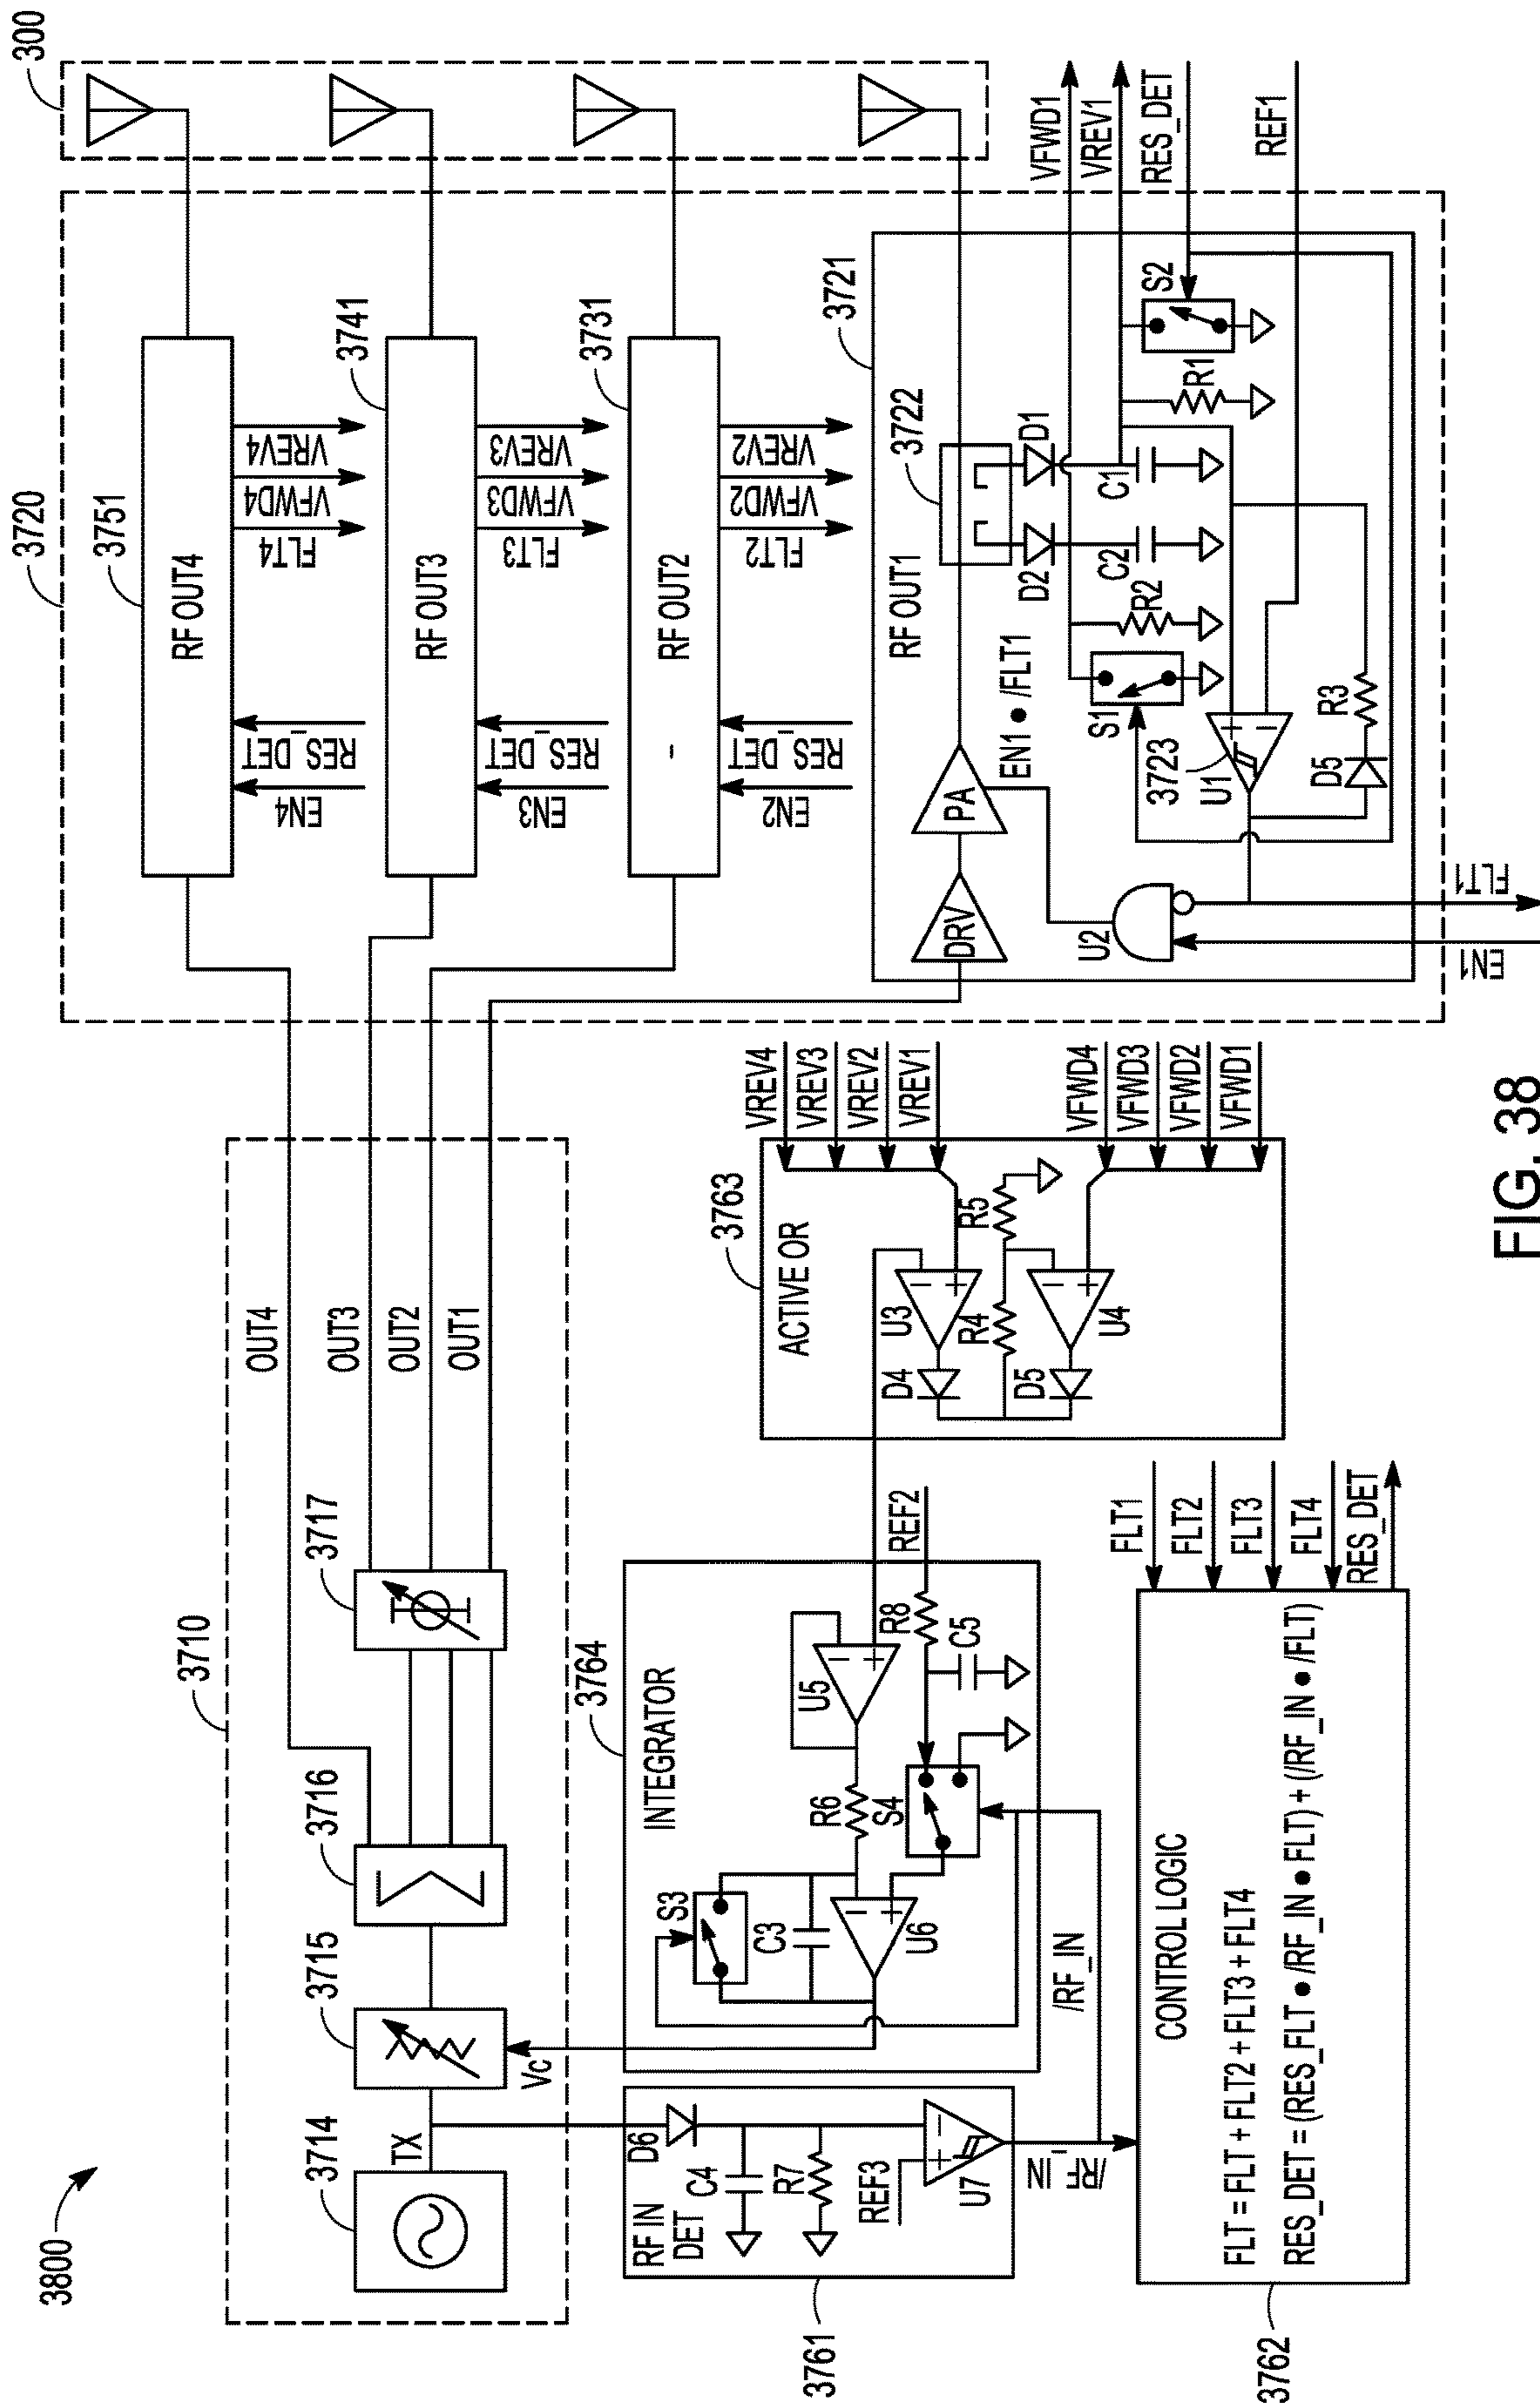 3800
3710
3714
TX
3715
3716
3717
Vc
OUT4
OUT3
OUT2
OUT1
3720
3751
RF OUT4
EN4
RES_DET
FLT4
VFWD4
VREV4
3741
RF OUT3
EN3
RES_DET
FLT3
VFWD3
VREV3
3731
RF OUT2
-
EN2
RES_DET
FLT2
VFWD2
VREV2
300
3721
RF OUT1
3722
DRV
PA
EN1 ● /FLT1
D2
D1
C2
C1
R2
R1
S1
S2
3723
U1
+
−
U2
R3
D5
EN1
FLT1
VFWD1
VREV1
RES_DET
REF1
3761
RF IN
DET
D6
C4
R7
REF3
−
+
U7
/RF_IN
3764
INTEGRATOR
S3
C3
−
+
U6
R6
U5
−
+
S4
R8
C5
REF2
/RF_IN
3763
ACTIVE OR
D4
U3
−
+
R4
R5
D5
U4
−
+
VREV4
VREV3
VREV2
VREV1
VFWD4
VFWD3
VFWD2
VFWD1
3762
CONTROL LOGIC
FLT = FLT + FLT2 + FLT3 + FLT4
RES_DET = (RES_FLT ● /RF_IN ● FLT) + (/RF_IN ● /FLT)
FLT1
FLT2
FLT3
FLT4
RES_DET
FIG. 38